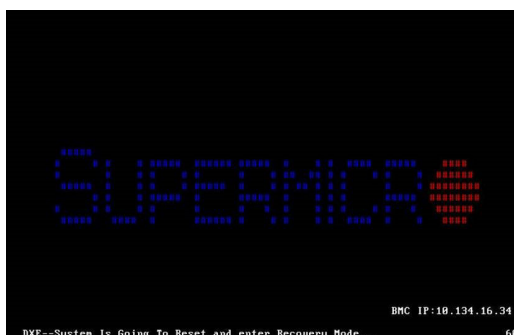 SUPERMICRO
BMC IP:10.134.16.34
DXE--System Is Going To Reset and enter Recovery Mode